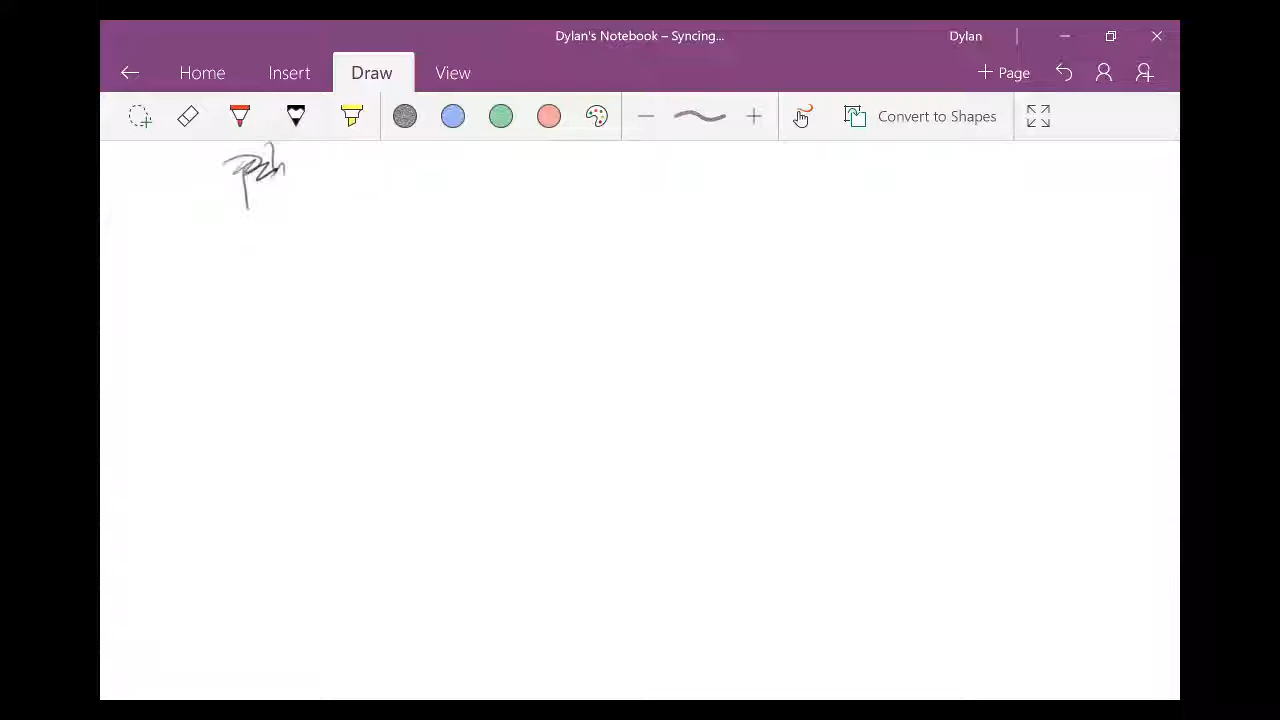 Dylan's Notebook – Syncing...
Dylan
Home
Insert
Draw
View
Page
Convert to Shapes